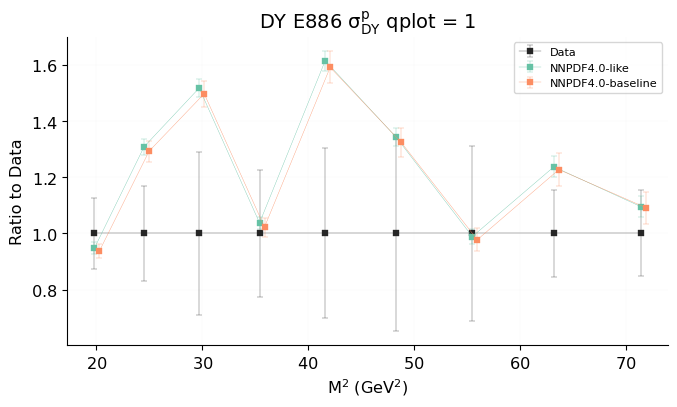 DY E886 σᵖ_DY qplot = 1
Data
NNPDF4.0-like
NNPDF4.0-baseline
Ratio to Data
1.6
1.4
1.2
1.0
0.8
20 30 40 50 60 70
M² (GeV²)